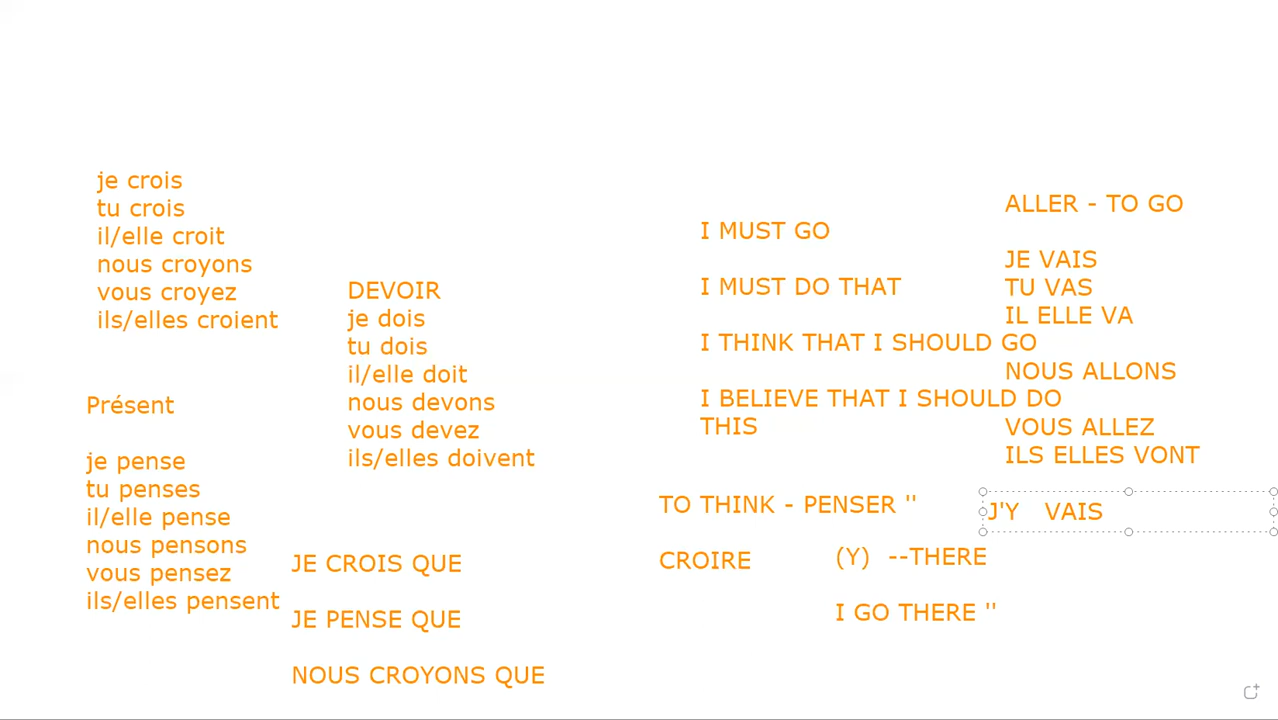 je crois
tu crois
il/elle croit
nous croyons
vous croyez
ils/elles croient
Présent
je pense
tu penses
il/elle pense
nous pensons
vous pensez
ils/elles pensent
DEVOIR
je dois
tu dois
il/elle doit
nous devons
vous devez
ils/elles doivent
JE CROIS QUE
JE PENSE QUE
NOUS CROYONS QUE
I MUST GO
I MUST DO THAT
I THINK THAT I SHOULD GO
I BELIEVE THAT I SHOULD DO
THIS
TO THINK - PENSER "
CROIRE
(Y) --THERE
I GO THERE "
ALLER - TO GO
JE VAIS
TU VAS
IL ELLE VA
NOUS ALLONS
VOUS ALLEZ
ILS ELLES VONT
J'Y VAIS